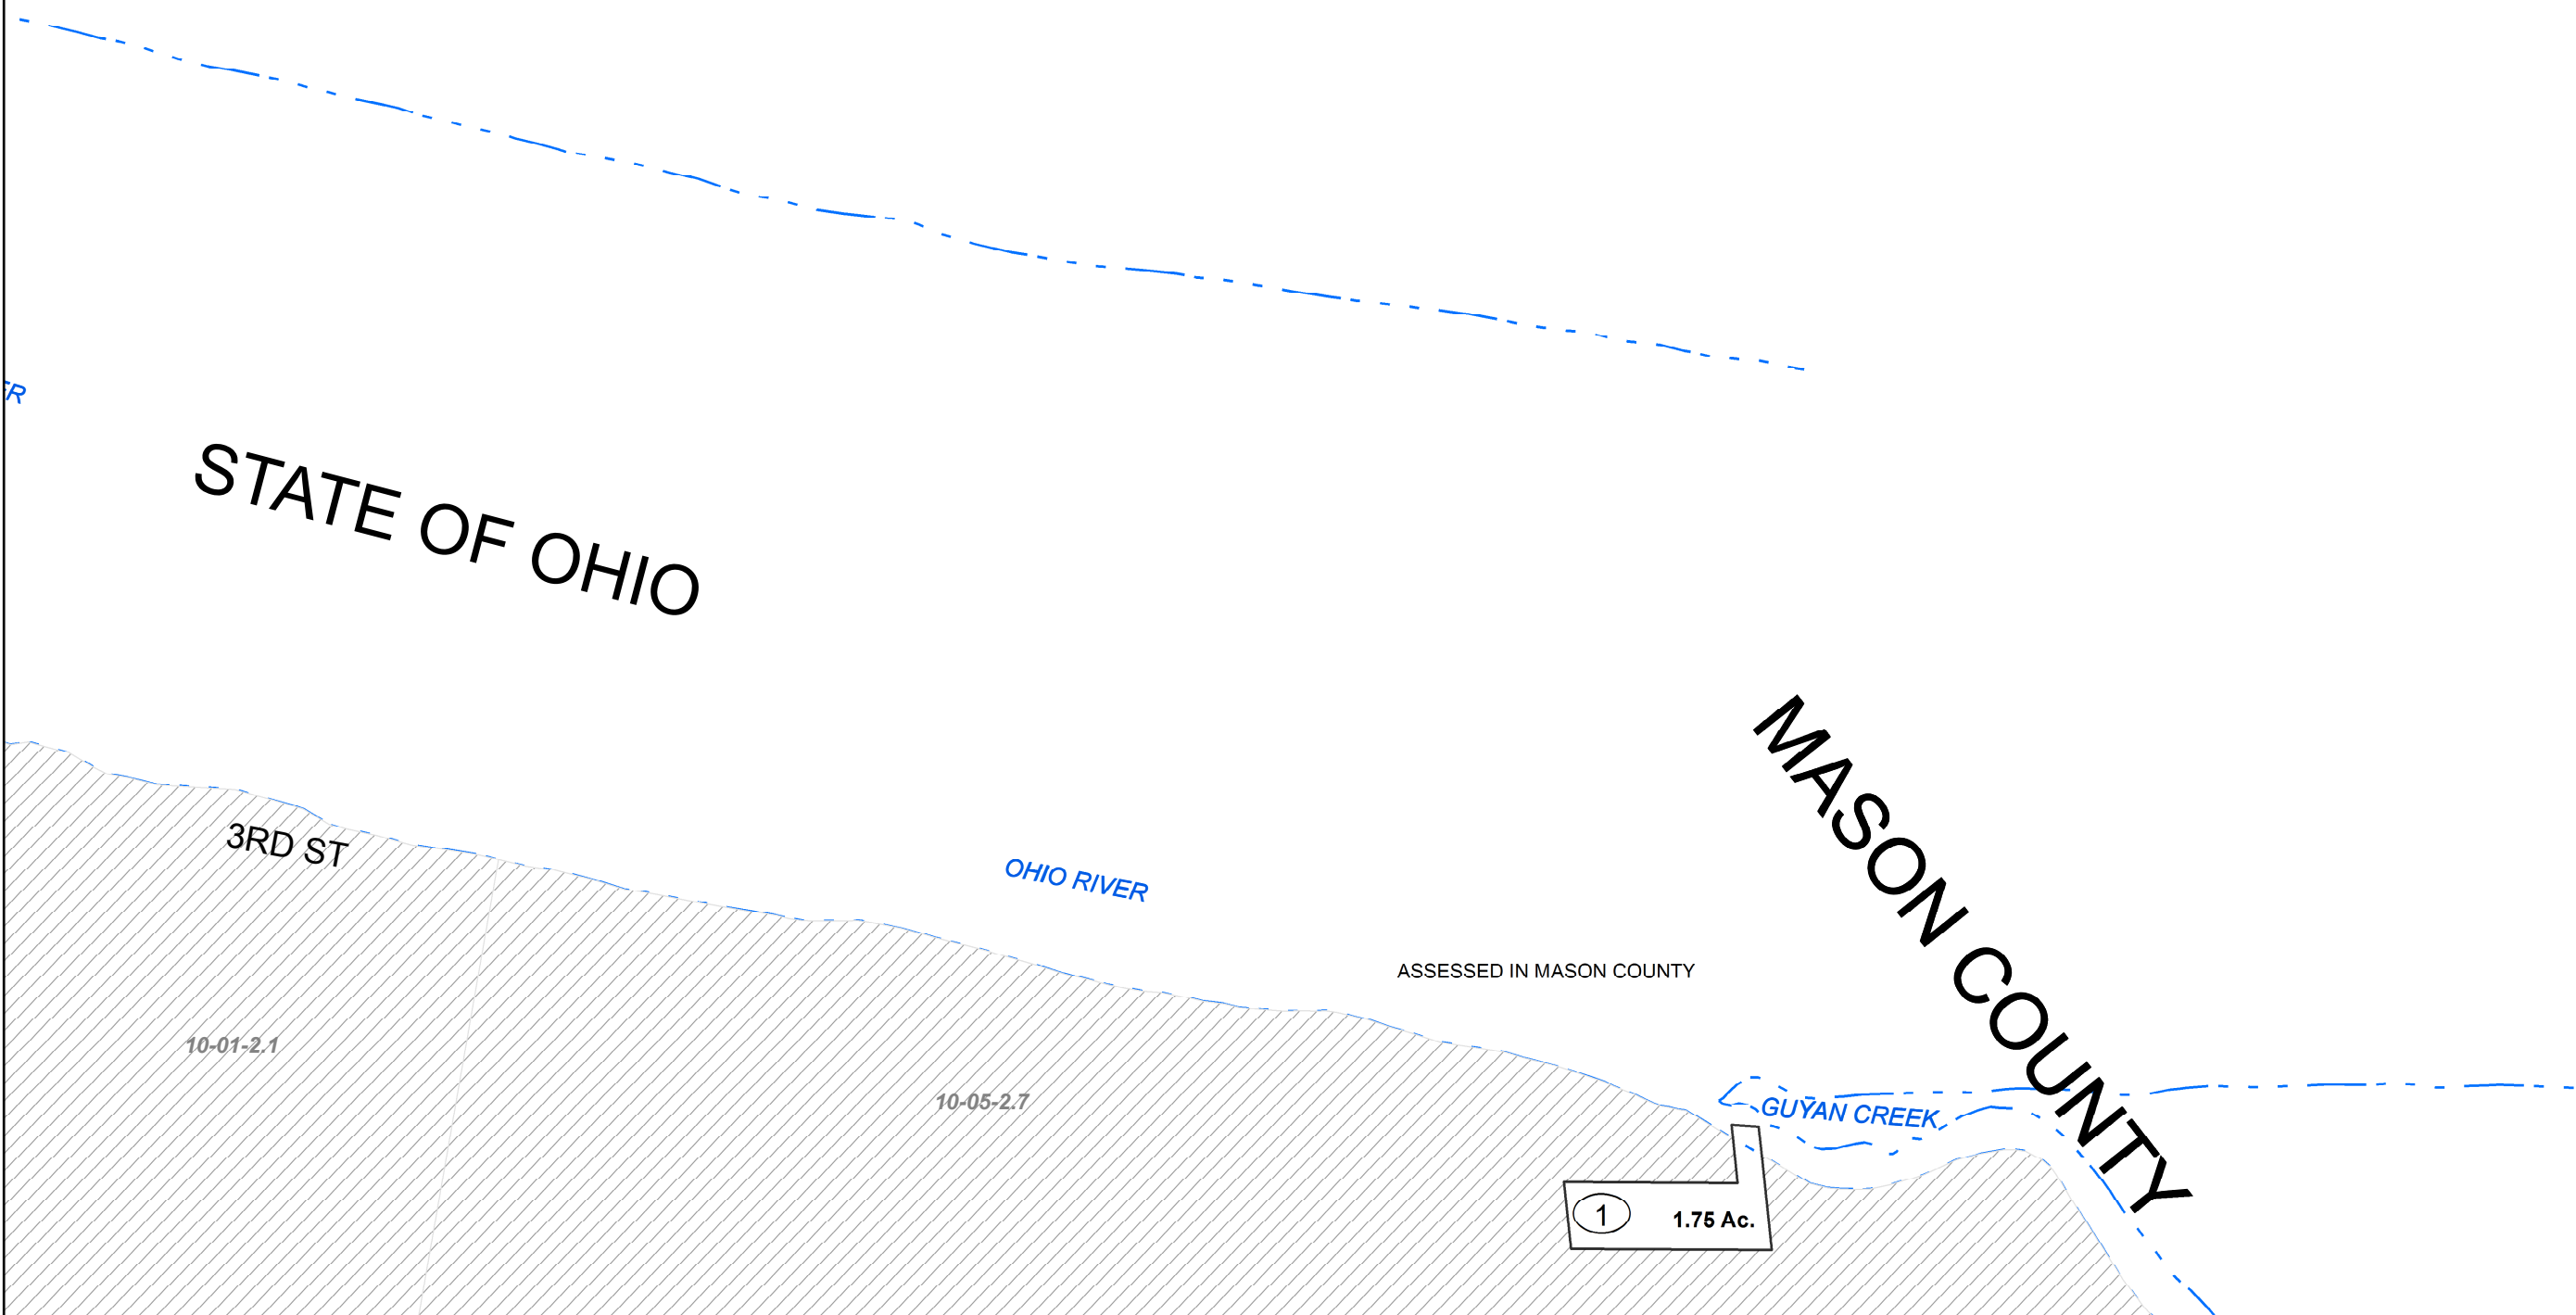 STATE OF OHIO
MASON COUNTY
3RD ST
OHIO RIVER
ASSESSED IN MASON COUNTY
10-01-2.1
10-05-2.7
GUYAN CREEK
1
1.75 Ac.